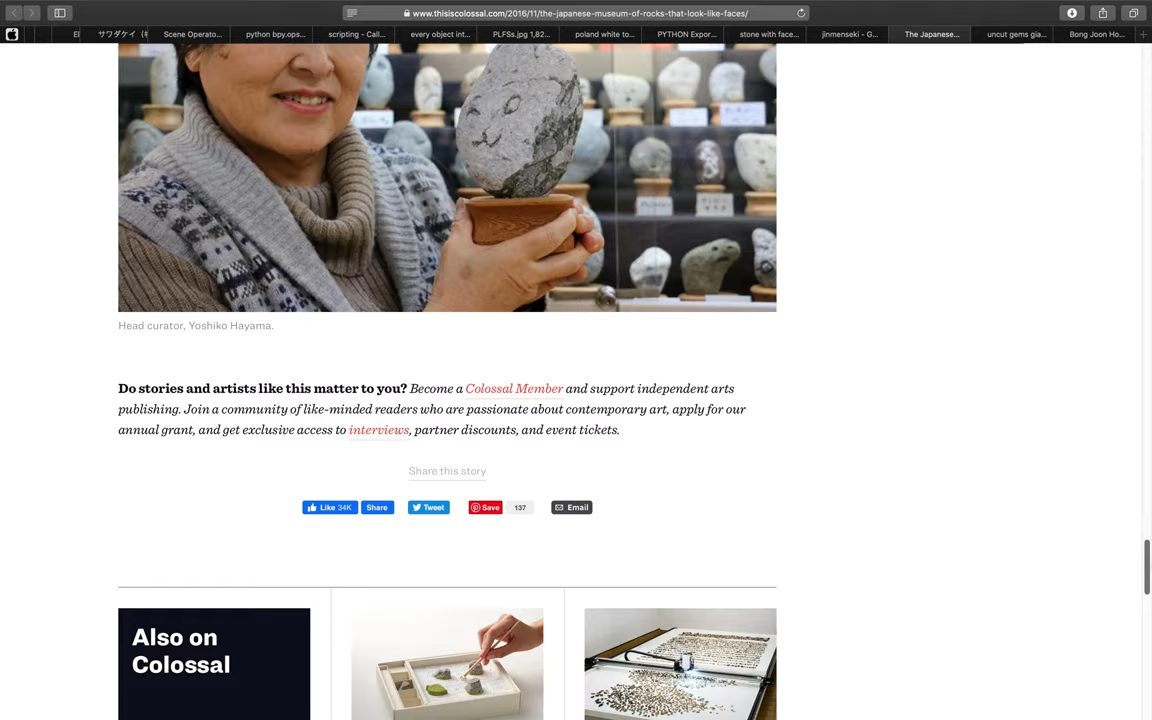 www.thisiscolossal.com/2016/11/the-japanese-museum-of-rocks-that-look-like-faces/
El
サワダケイ (
Scene Operato...
python bpy.ops...
scripting - Call...
every object int...
PLFSs.jpg 1,82...
poland white to...
PYTHON Expor...
stone with face...
jinmenseki - G...
The Japanese...
uncut gems gia...
Bong Joon Ho...
Head curator, Yoshiko Hayama.
Do stories and artists like this matter to you? Become a Colossal Member and support independent arts
publishing. Join a community of like-minded readers who are passionate about contemporary art, apply for our
annual grant, and get exclusive access to interviews, partner discounts, and event tickets.
Share this story
Like 34K
Share
Tweet
Save
137
Email
Also on
Colossal